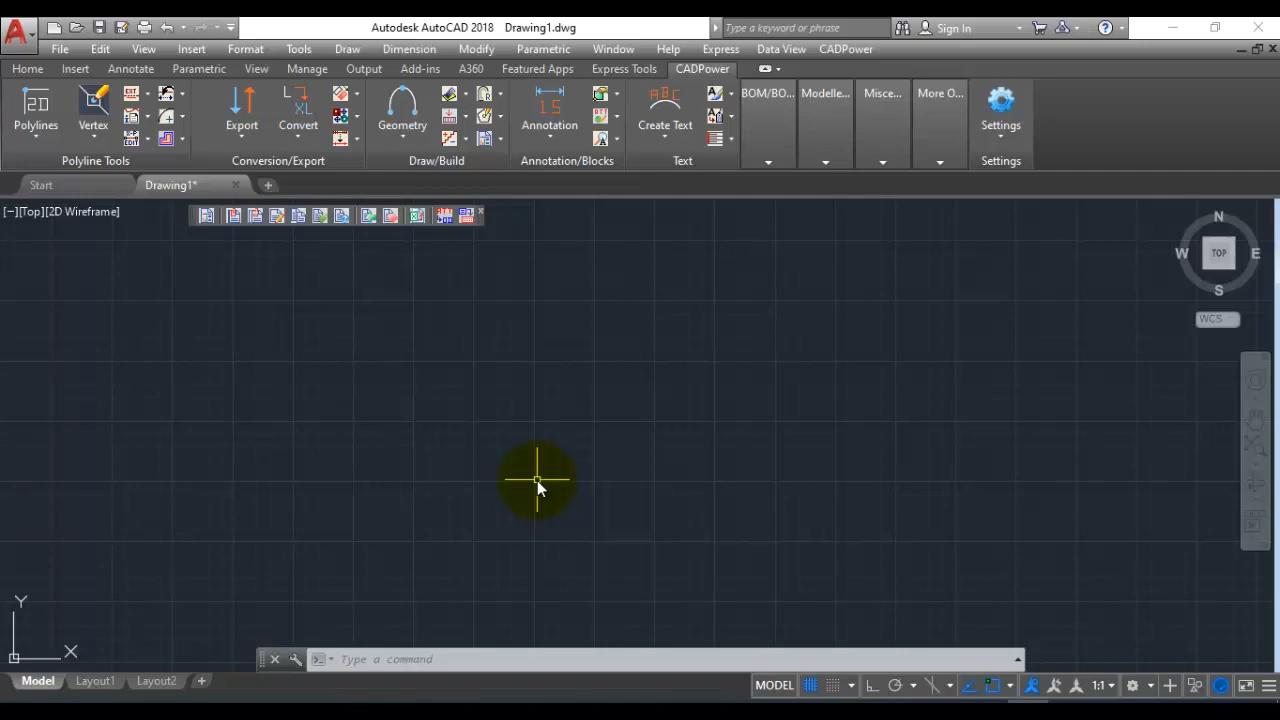 Autodesk AutoCAD 2018 Drawing1.dwg Type a keyword or phrase Sign In
File Edit View Insert Format Tools Draw Dimension Modify Parametric Window Help Express Data View CADPower
Home Insert Annotate Parametric View Manage Output Add-ins A360 Featured Apps Express Tools CADPower
Polylines Vertex Export Convert Geometry Annotation Create Text BOM/BO... Modelle... Misce... More O... Settings
Polyline Tools Conversion/Export Draw/Build Annotation/Blocks Text Settings
Start Drawing1*
[−][Top][2D Wireframe]
N
W TOP E
S
WCS
Y
X
Type a command
Model Layout1 Layout2 MODEL 1:1